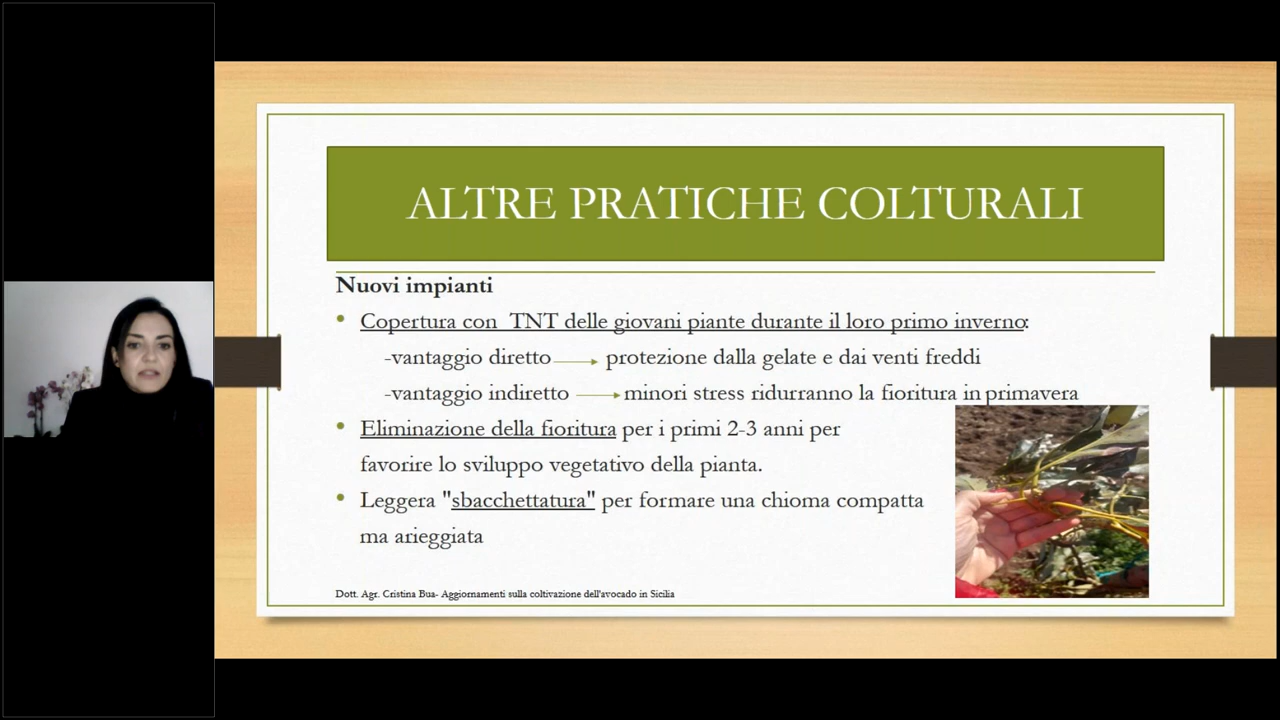 ALTRE PRATICHE COLTURALI
Nuovi impianti
• Copertura con TNT delle giovani piante durante il loro primo inverno:
-vantaggio diretto → protezione dalla gelate e dai venti freddi
-vantaggio indiretto → minori stress ridurranno la fioritura in primavera
• Eliminazione della fioritura per i primi 2-3 anni per
favorire lo sviluppo vegetativo della pianta.
• Leggera "sbacchettatura" per formare una chioma compatta
ma arieggiata
Dott. Agr. Cristina Bua- Aggiornamenti sulla coltivazione dell'avocado in Sicilia